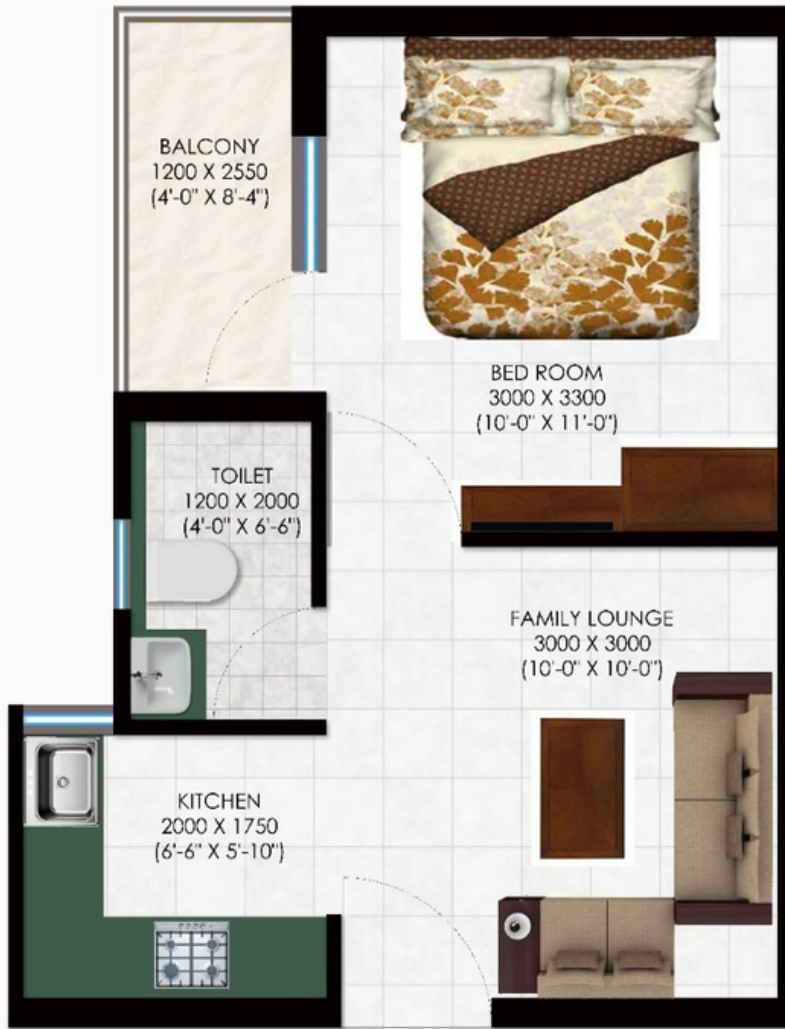 BALCONY
1200 X 2550
(4'-0" X 8'-4")
BED ROOM
3000 X 3300
(10'-0" X 11'-0")
TOILET
1200 X 2000
(4'-0" X 6'-6")
FAMILY LOUNGE
3000 X 3000
(10'-0" X 10'-0")
KITCHEN
2000 X 1750
(6'-6" X 5'-10")